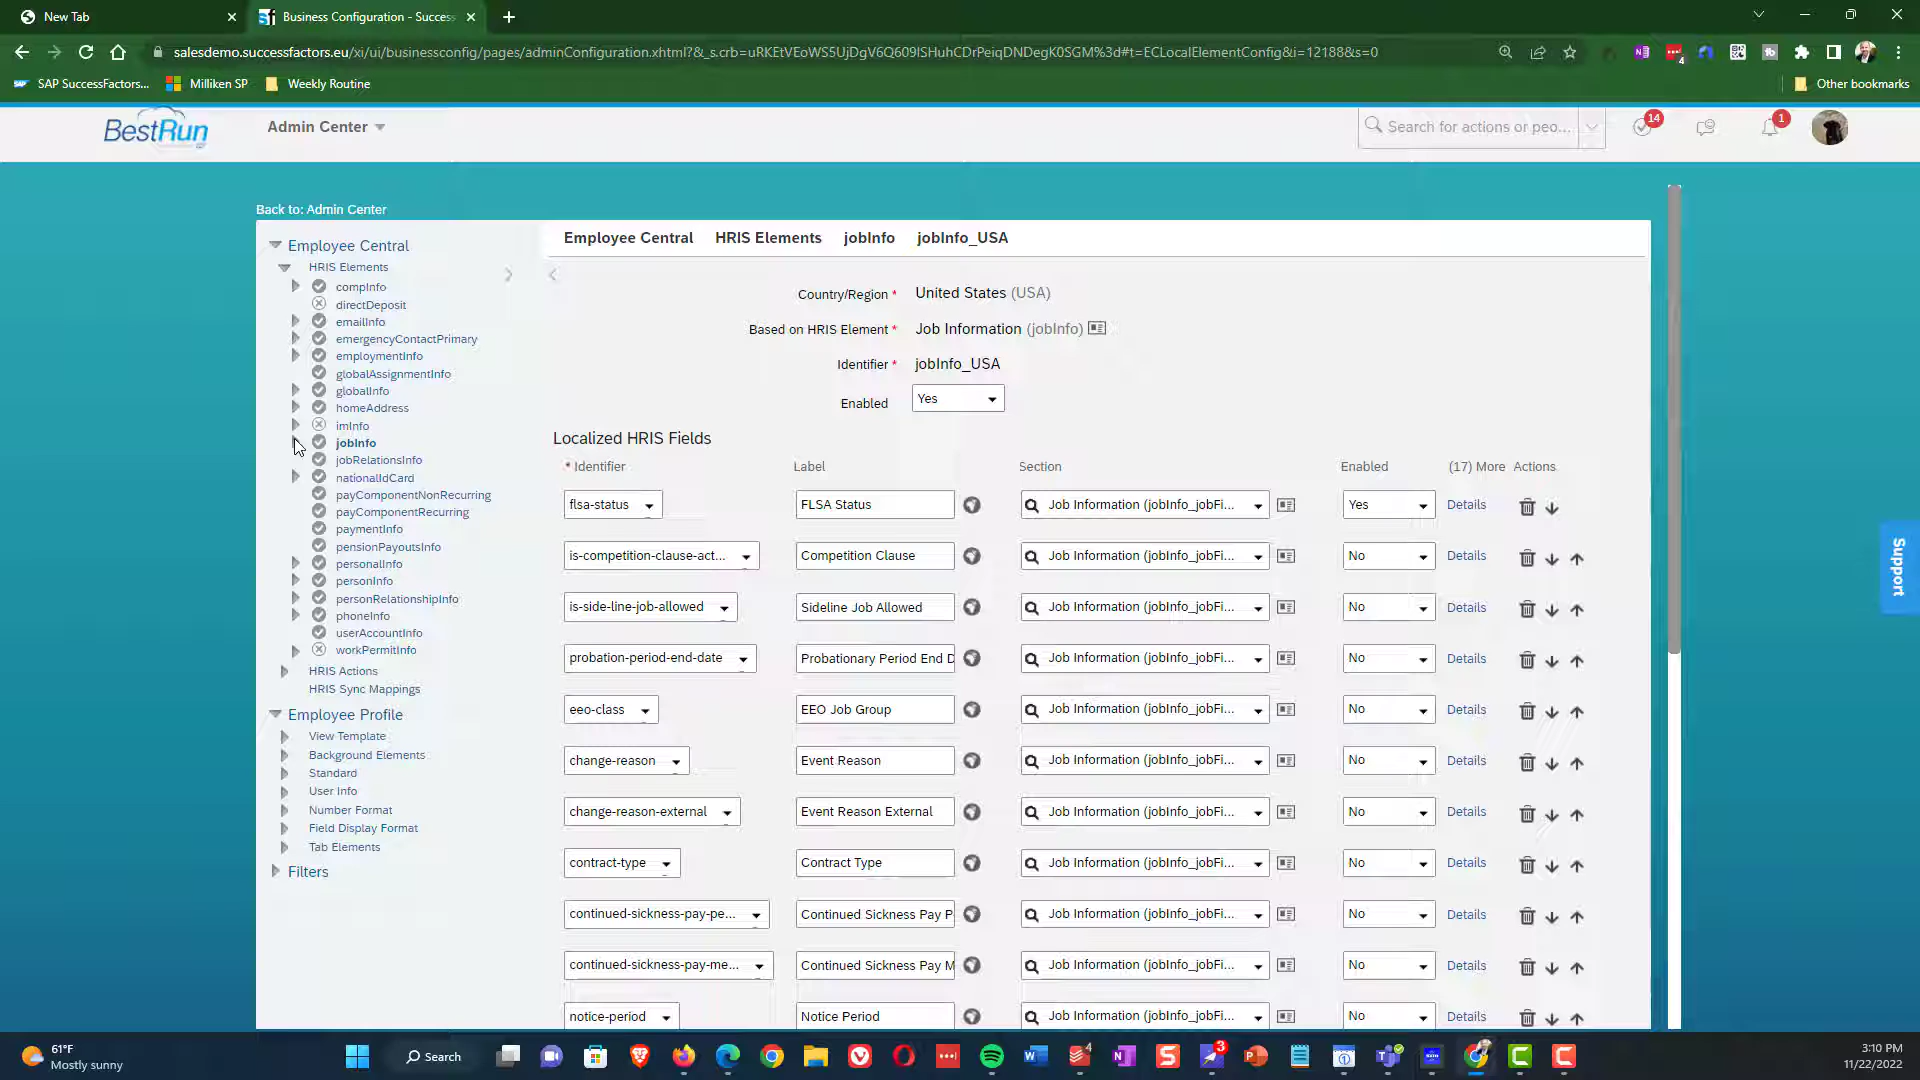 New Tab
Business Configuration - Success
salesdemo.successfactors.eu/xi/ui/businessconfig/pages/adminConfiguration.xhtml?&_s.crb=uRKEtVEoWS5UjDgV6Q609ISHuhCDrPeiqDNDegK0SGM%3d#t=ECLocalElementConfig&i=12188&s=0
4
SAP SuccessFactors...
Milliken SP
Weekly Routine
Other bookmarks
BestRun
Admin Center
Search for actions or peo...
14
1
Back to: Admin Center
Employee Central
HRIS Elements
compInfo
directDeposit
emailInfo
emergencyContactPrimary
employmentInfo
globalAssignmentInfo
globalInfo
homeAddress
imInfo
jobInfo
jobRelationsInfo
nationalIdCard
payComponentNonRecurring
payComponentRecurring
paymentInfo
pensionPayoutsInfo
personalInfo
personInfo
personRelationshipInfo
phoneInfo
userAccountInfo
workPermitInfo
HRIS Actions
HRIS Sync Mappings
Employee Profile
View Template
Background Elements
Standard
User Info
Number Format
Field Display Format
Tab Elements
Filters
Employee Central HRIS Elements jobInfo jobInfo_USA
Country/Region * United States (USA)
Based on HRIS Element * Job Information (jobInfo)
Identifier * jobInfo_USA
Enabled Yes
Localized HRIS Fields
* Identifier Label Section Enabled (17) More Actions
flsa-status FLSA Status Job Information (jobInfo_jobFi... Yes Details
is-competition-clause-act... Competition Clause Job Information (jobInfo_jobFi... No Details
is-side-line-job-allowed Sideline Job Allowed Job Information (jobInfo_jobFi... No Details
probation-period-end-date Probationary Period End D Job Information (jobInfo_jobFi... No Details
eeo-class EEO Job Group Job Information (jobInfo_jobFi... No Details
change-reason Event Reason Job Information (jobInfo_jobFi... No Details
change-reason-external Event Reason External Job Information (jobInfo_jobFi... No Details
contract-type Contract Type Job Information (jobInfo_jobFi... No Details
continued-sickness-pay-pe... Continued Sickness Pay P Job Information (jobInfo_jobFi... No Details
continued-sickness-pay-me... Continued Sickness Pay M Job Information (jobInfo_jobFi... No Details
notice-period Notice Period Job Information (jobInfo_jobFi... No Details
Support
61°F
Mostly sunny
Search
4
3
3:10 PM
11/22/2022